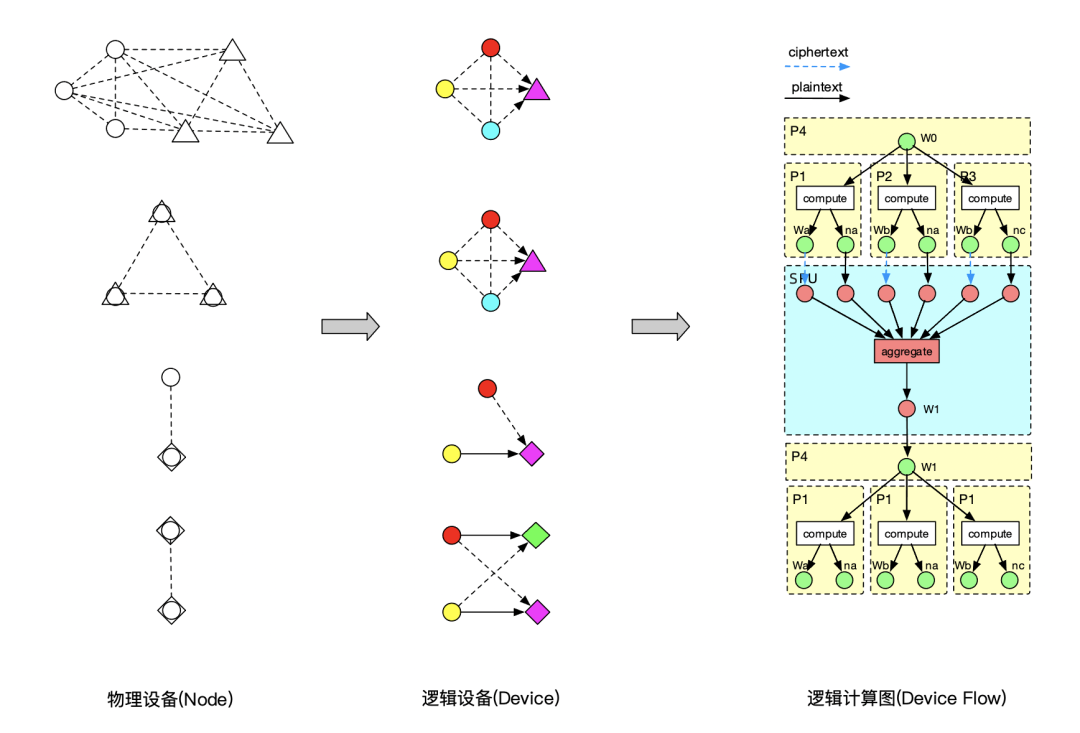 ciphertext
plaintext
P4
W0
P1
P2
P3
compute
compute
compute
Wa
na
Wb
na
Wb
nc
SPU
aggregate
W1
P4
W1
P1
P1
P1
compute
compute
compute
Wa
na
Wb
na
Wb
nc
物理设备(Node)
逻辑设备(Device)
逻辑计算图(Device Flow)